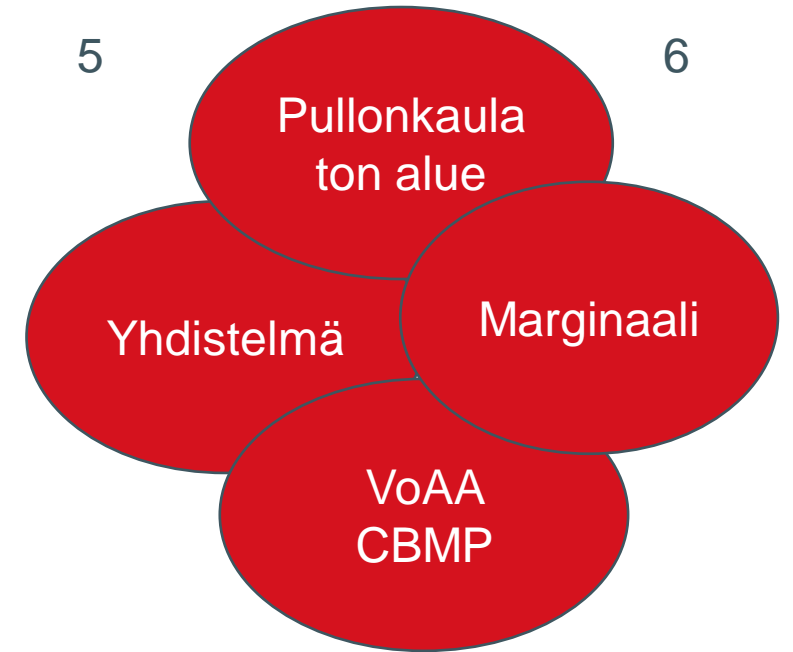 5
6
Pullonkaula
ton alue
Yhdistelmä
Marginaali
VoAA
CBMP